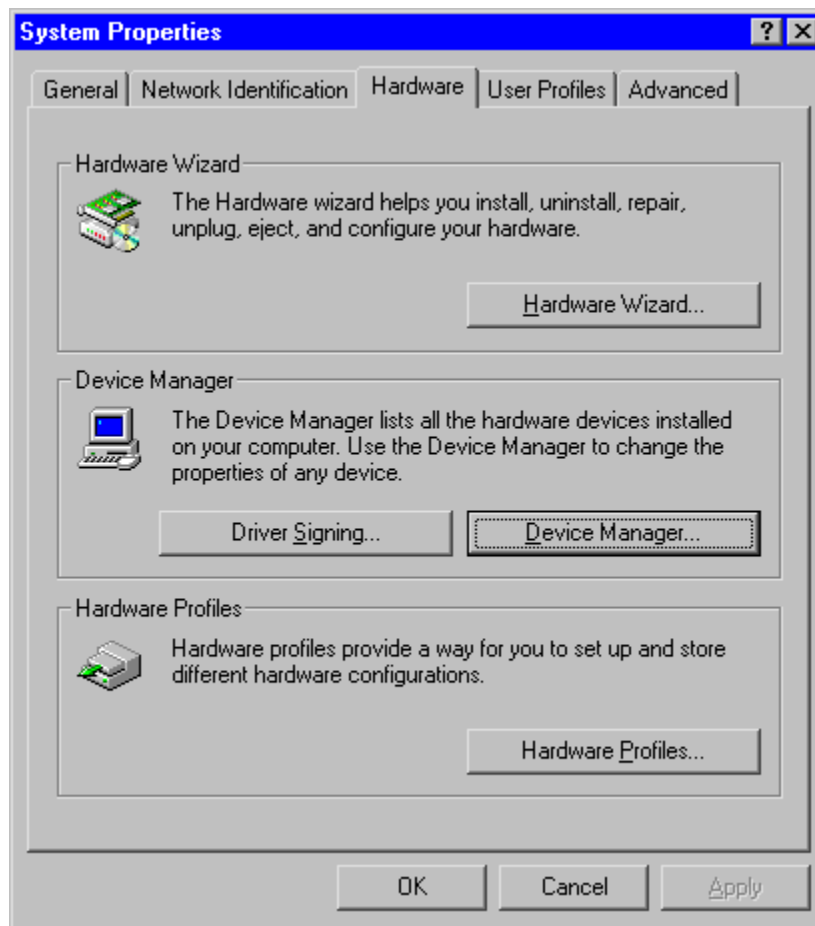 System Properties
General
Network Identification
Hardware
User Profiles
Advanced
Hardware Wizard
The Hardware wizard helps you install, uninstall, repair,
unplug, eject, and configure your hardware.
Hardware Wizard...
Device Manager
The Device Manager lists all the hardware devices installed
on your computer. Use the Device Manager to change the
properties of any device.
Driver Signing...
Device Manager...
Hardware Profiles
Hardware profiles provide a way for you to set up and store
different hardware configurations.
Hardware Profiles...
OK
Cancel
Apply